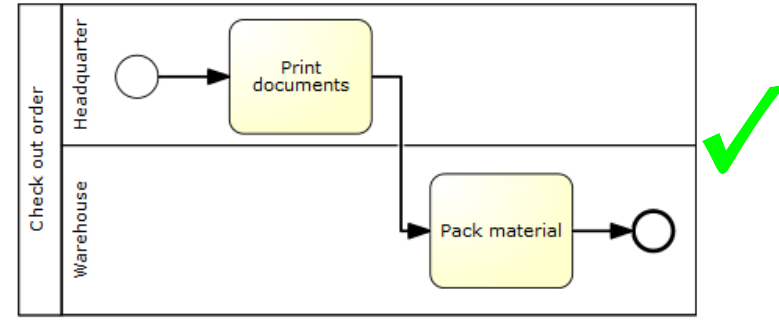 Check out order
Headquarter
Print
documents
Warehouse
Pack material